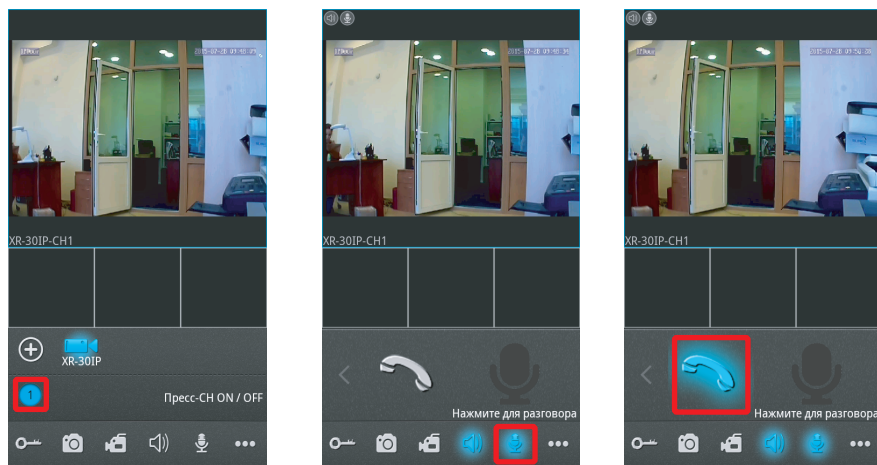 XR-30IP-CH1
XR-30IP
1
Пресс-CH ON / OFF
XR-30IP-CH1
Нажмите для разговора
XR-30IP-CH1
Нажмите для разговора